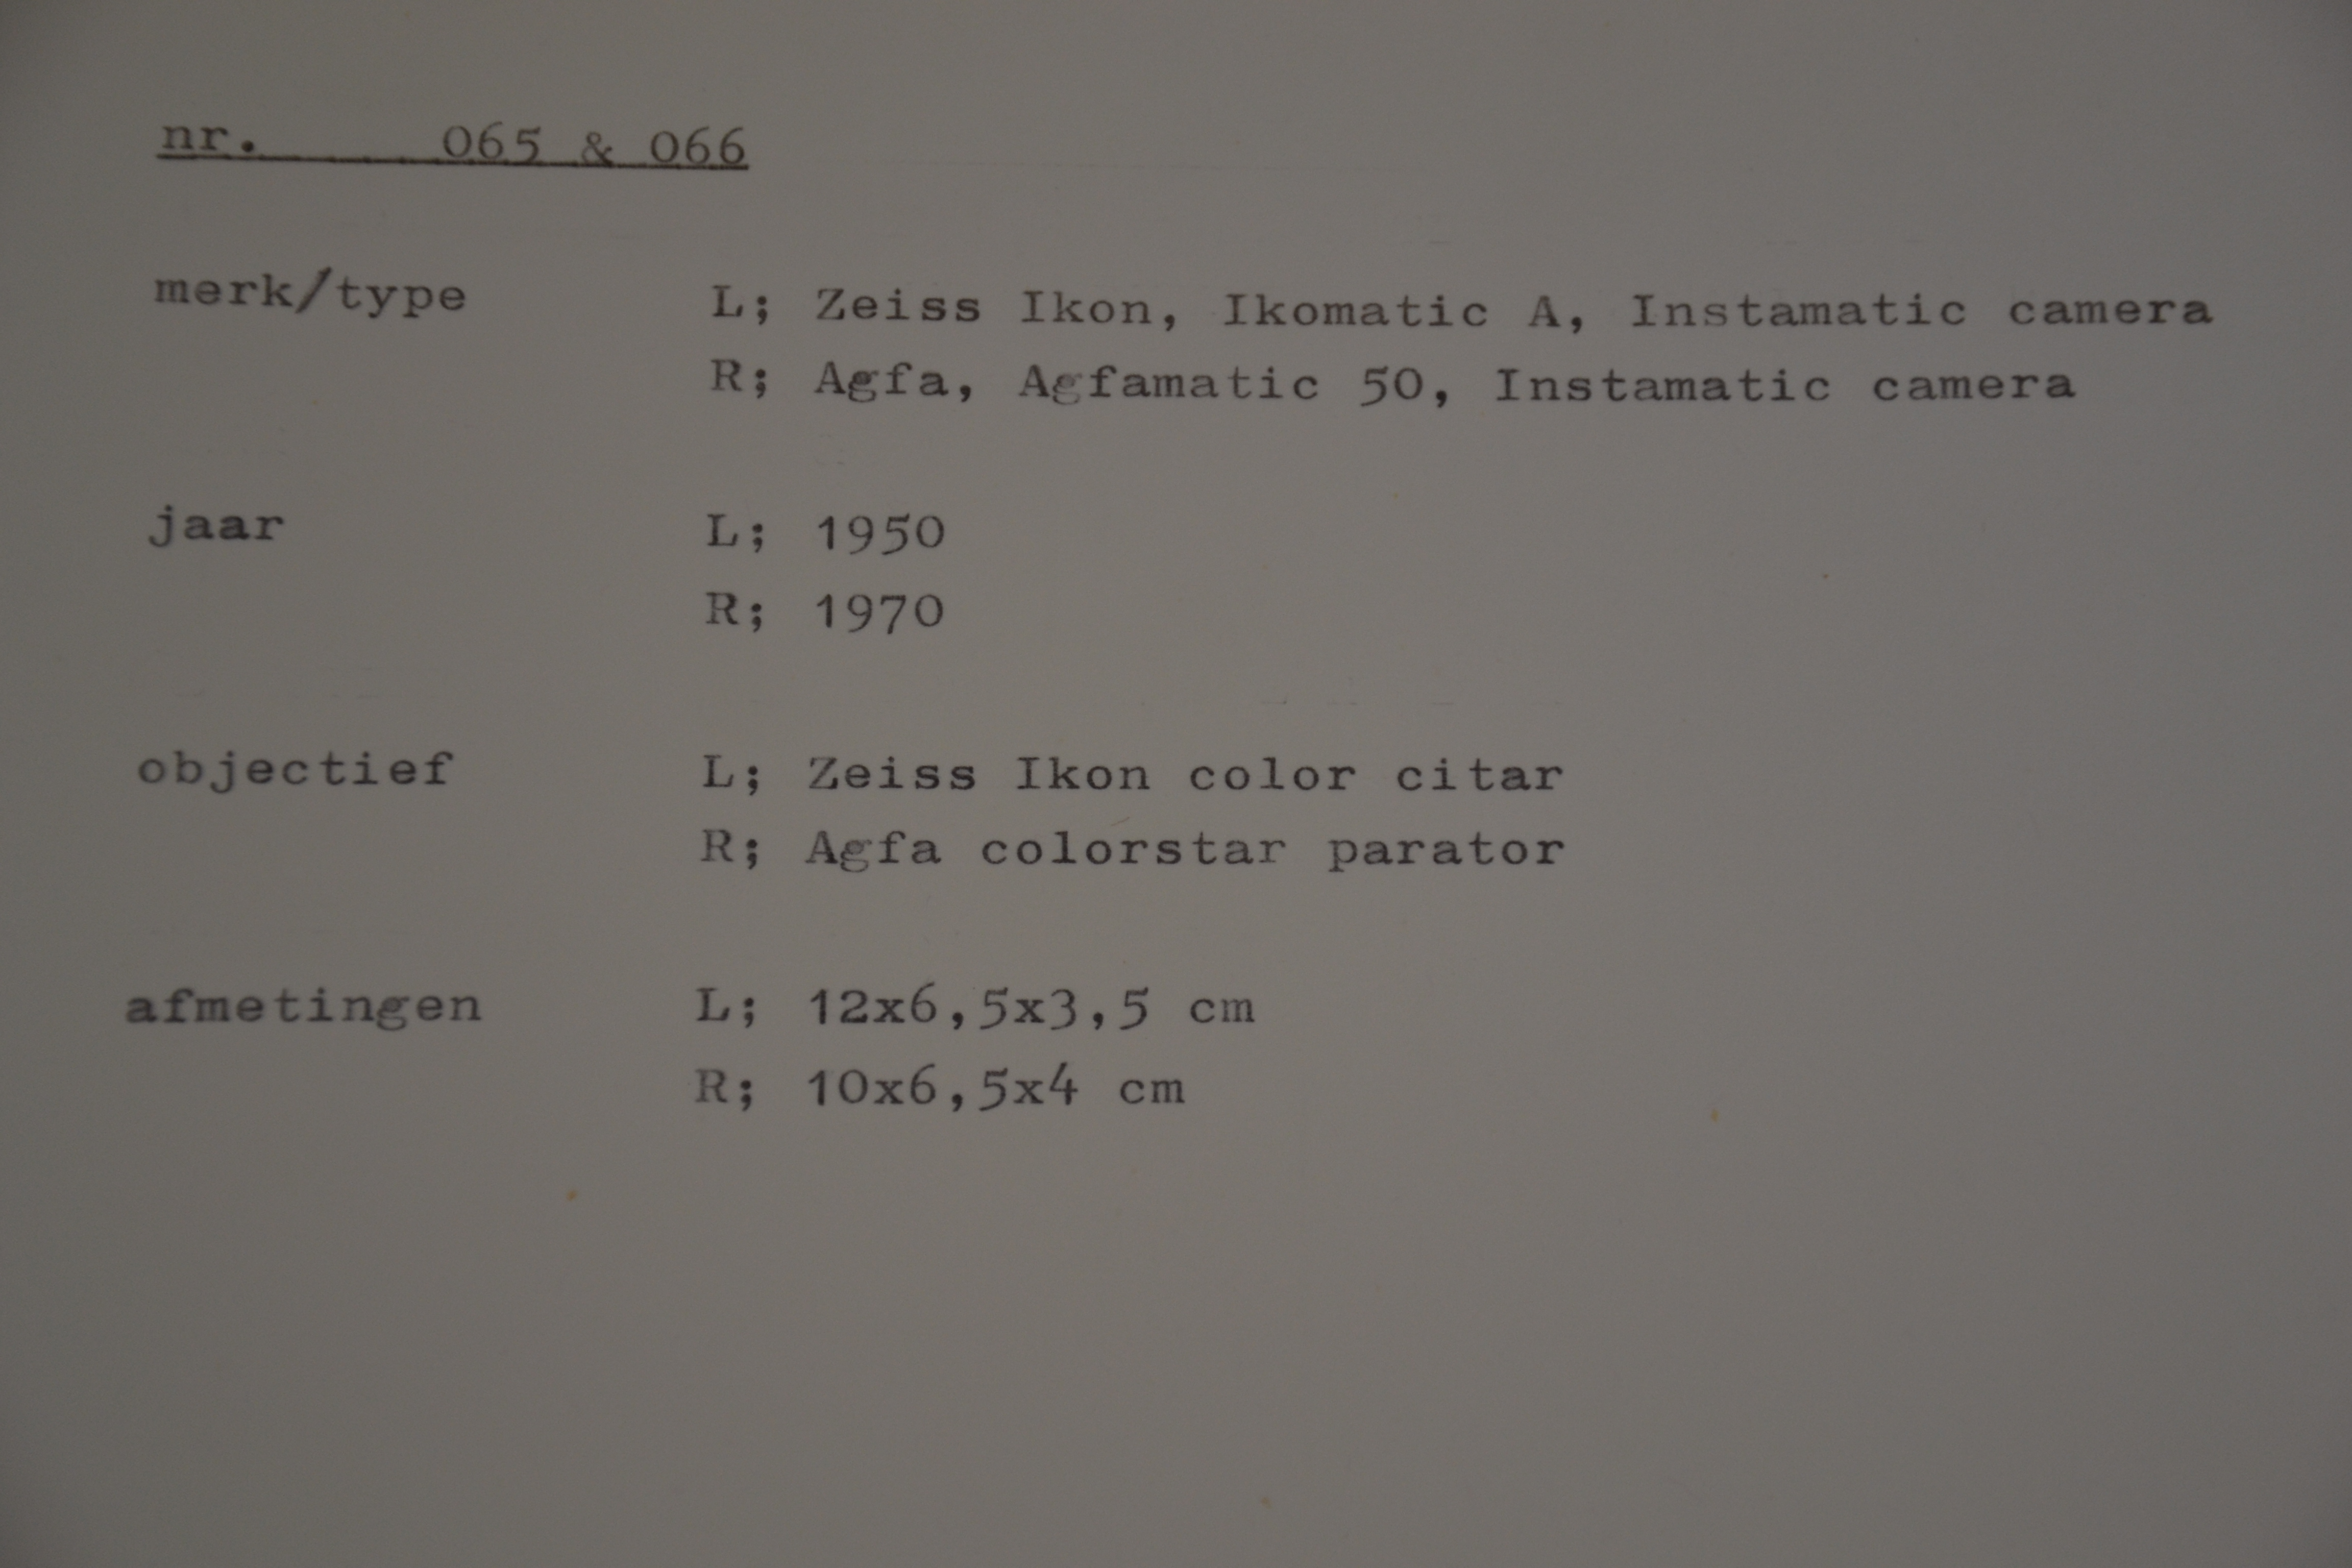 nr. 065 & 066
merk/type L; Zeiss Ikon, Ikomatic A, Instamatic camera
R; Agfa, Agfamatic 50, Instamatic camera
jaar L; 1950
R; 1970
objectief L; Zeiss Ikon color citar
R; Agfa colorstar parator
afmetingen L; 12x6,5x3,5 cm
R; 10x6,5x4 cm